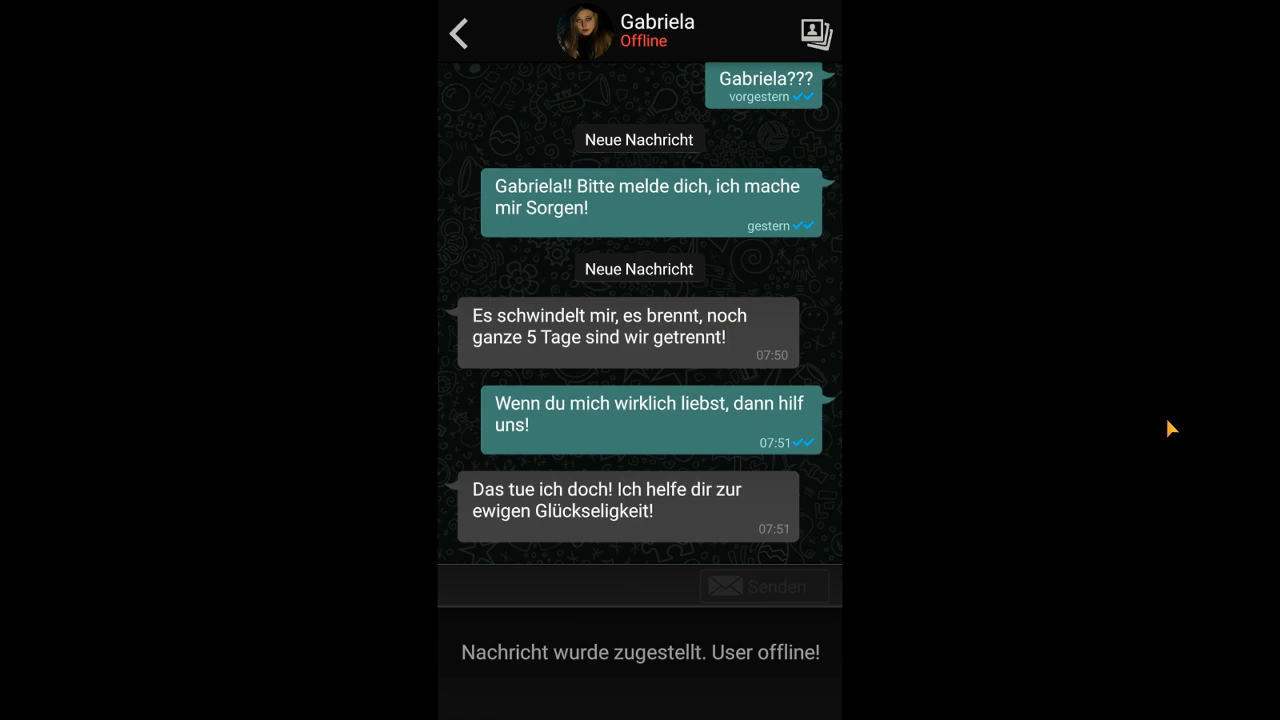 Gabriela
Offline
Gabriela???
vorgestern
Neue Nachricht
Gabriela!! Bitte melde dich, ich mache
mir Sorgen!
gestern
Neue Nachricht
Es schwindelt mir, es brennt, noch
ganze 5 Tage sind wir getrennt!
07:50
Wenn du mich wirklich liebst, dann hilf
uns!
07:51
Das tue ich doch! Ich helfe dir zur
ewigen Glückseligkeit!
07:51
Senden
Nachricht wurde zugestellt. User offline!